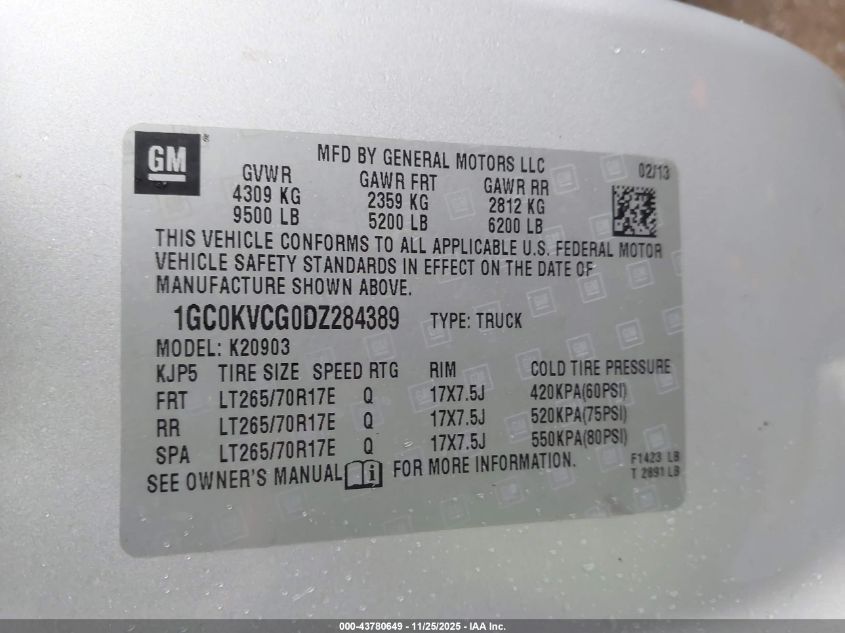 GM
MFD BY GENERAL MOTORS LLC 02/13
GVWR GAWR FRT GAWR RR
4309 KG 2359 KG 2812 KG
9500 LB 5200 LB 6200 LB
THIS VEHICLE CONFORMS TO ALL APPLICABLE U.S. FEDERAL MOTOR
VEHICLE SAFETY STANDARDS IN EFFECT ON THE DATE OF
MANUFACTURE SHOWN ABOVE.
1GC0KVCG0DZ284389 TYPE: TRUCK
MODEL: K20903
KJP5 TIRE SIZE SPEED RTG RIM COLD TIRE PRESSURE
FRT LT265/70R17E Q 17X7.5J 420KPA(60PSI)
RR LT265/70R17E Q 17X7.5J 520KPA(75PSI)
SPA LT265/70R17E Q 17X7.5J 550KPA(80PSI)
SEE OWNER'S MANUAL i FOR MORE INFORMATION.
F1423 LB
T 2891 LB
000-43780649 - 11/25/2025 - IAA Inc.